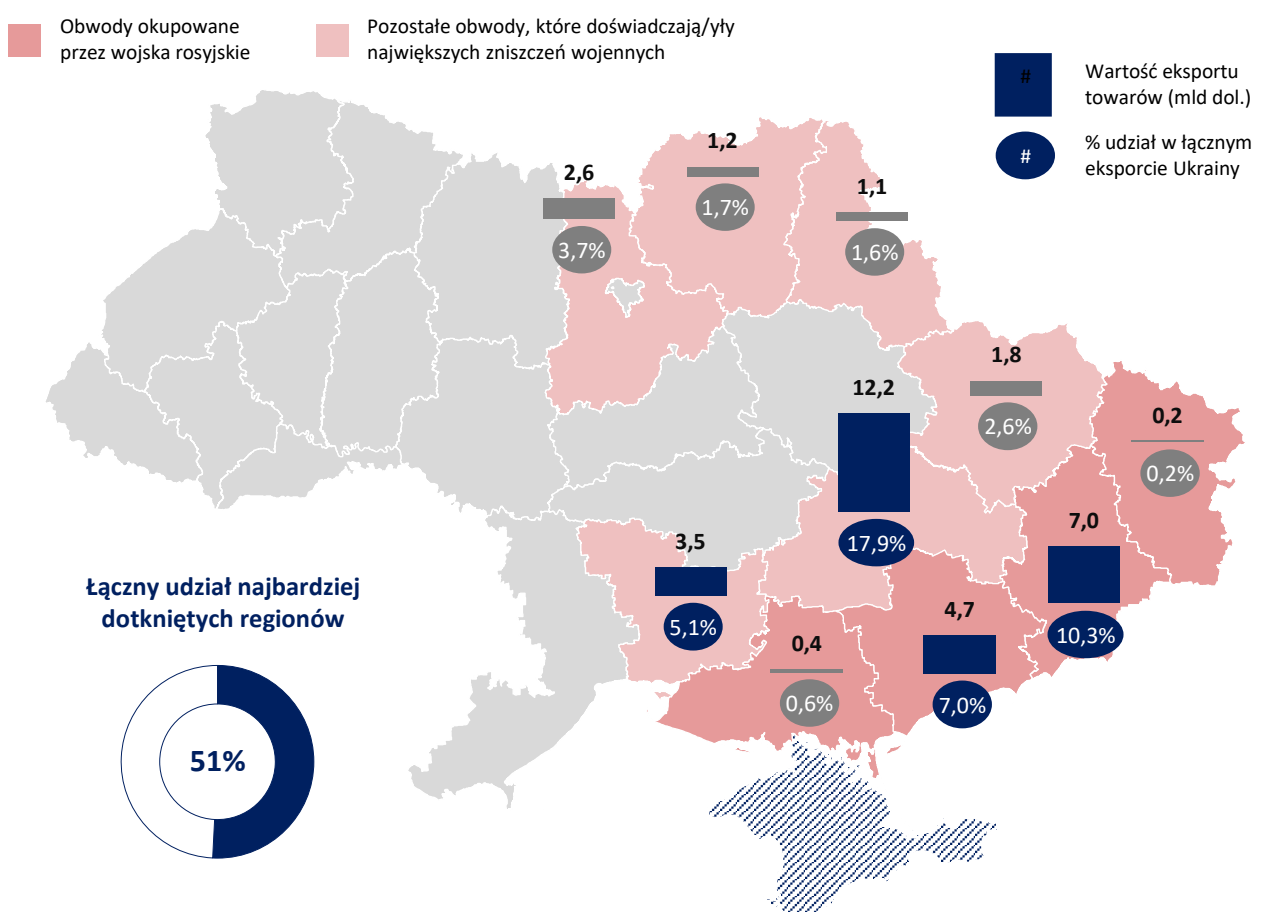 Obwody okupowane
przez wojska rosyjskie
Pozostałe obwody, które doświadczają/yły
największych zniszczeń wojennych
#
Wartość eksportu
towarów (mld dol.)
#
% udział w łącznym
eksporcie Ukrainy
1,2
1,7%
2,6
3,7%
1,1
1,6%
1,8
2,6%
12,2
17,9%
0,2
0,2%
7,0
10,3%
3,5
5,1%
4,7
7,0%
0,4
0,6%
Łączny udział najbardziej
dotkniętych regionów
51%